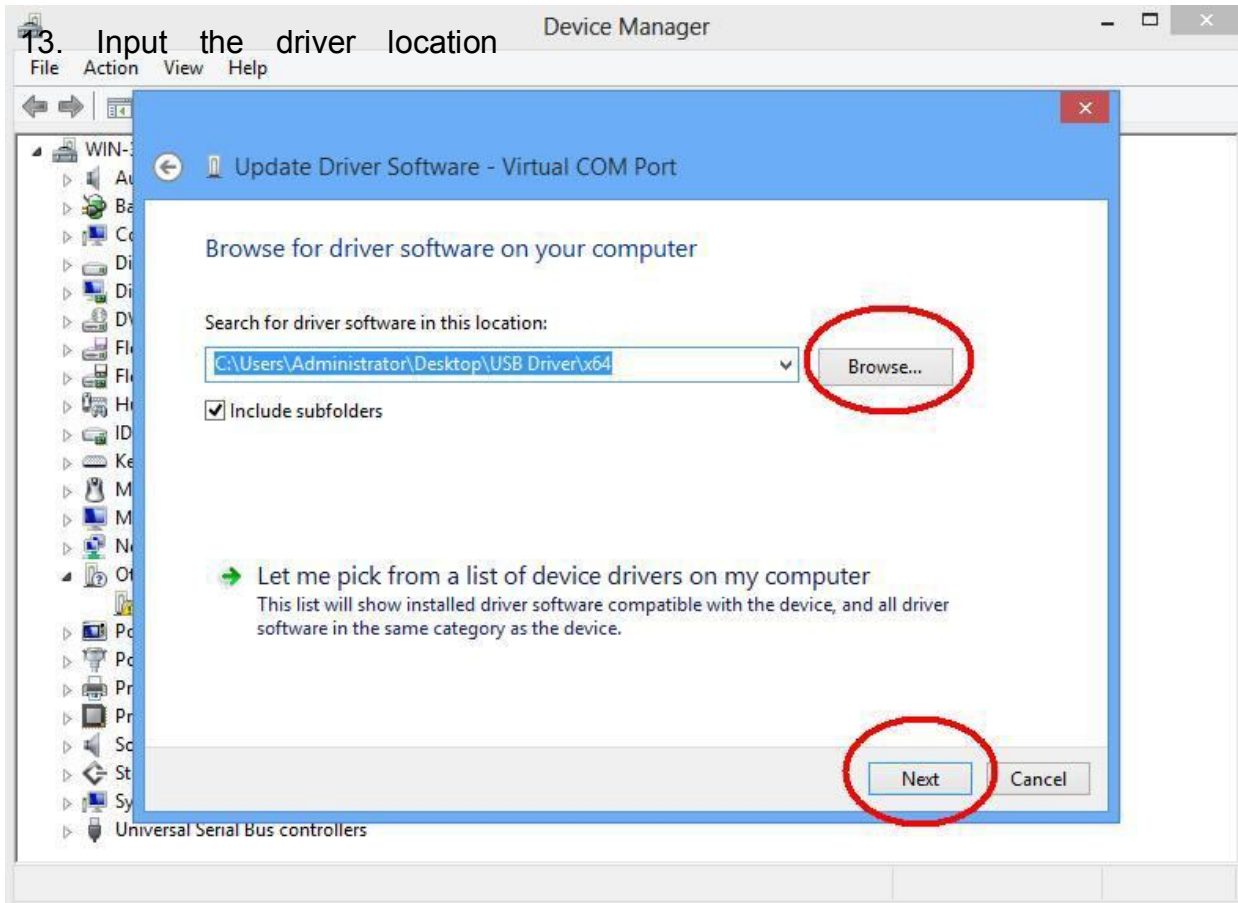 Device Manager
13. Input the driver location
File Action View Help
WIN-
Update Driver Software - Virtual COM Port
Browse for driver software on your computer
Search for driver software in this location:
C:\Users\Administrator\Desktop\USB Driver\x64
Browse...
Include subfolders
Let me pick from a list of device drivers on my computer
This list will show installed driver software compatible with the device, and all driver
software in the same category as the device.
Next Cancel
Universal Serial Bus controllers